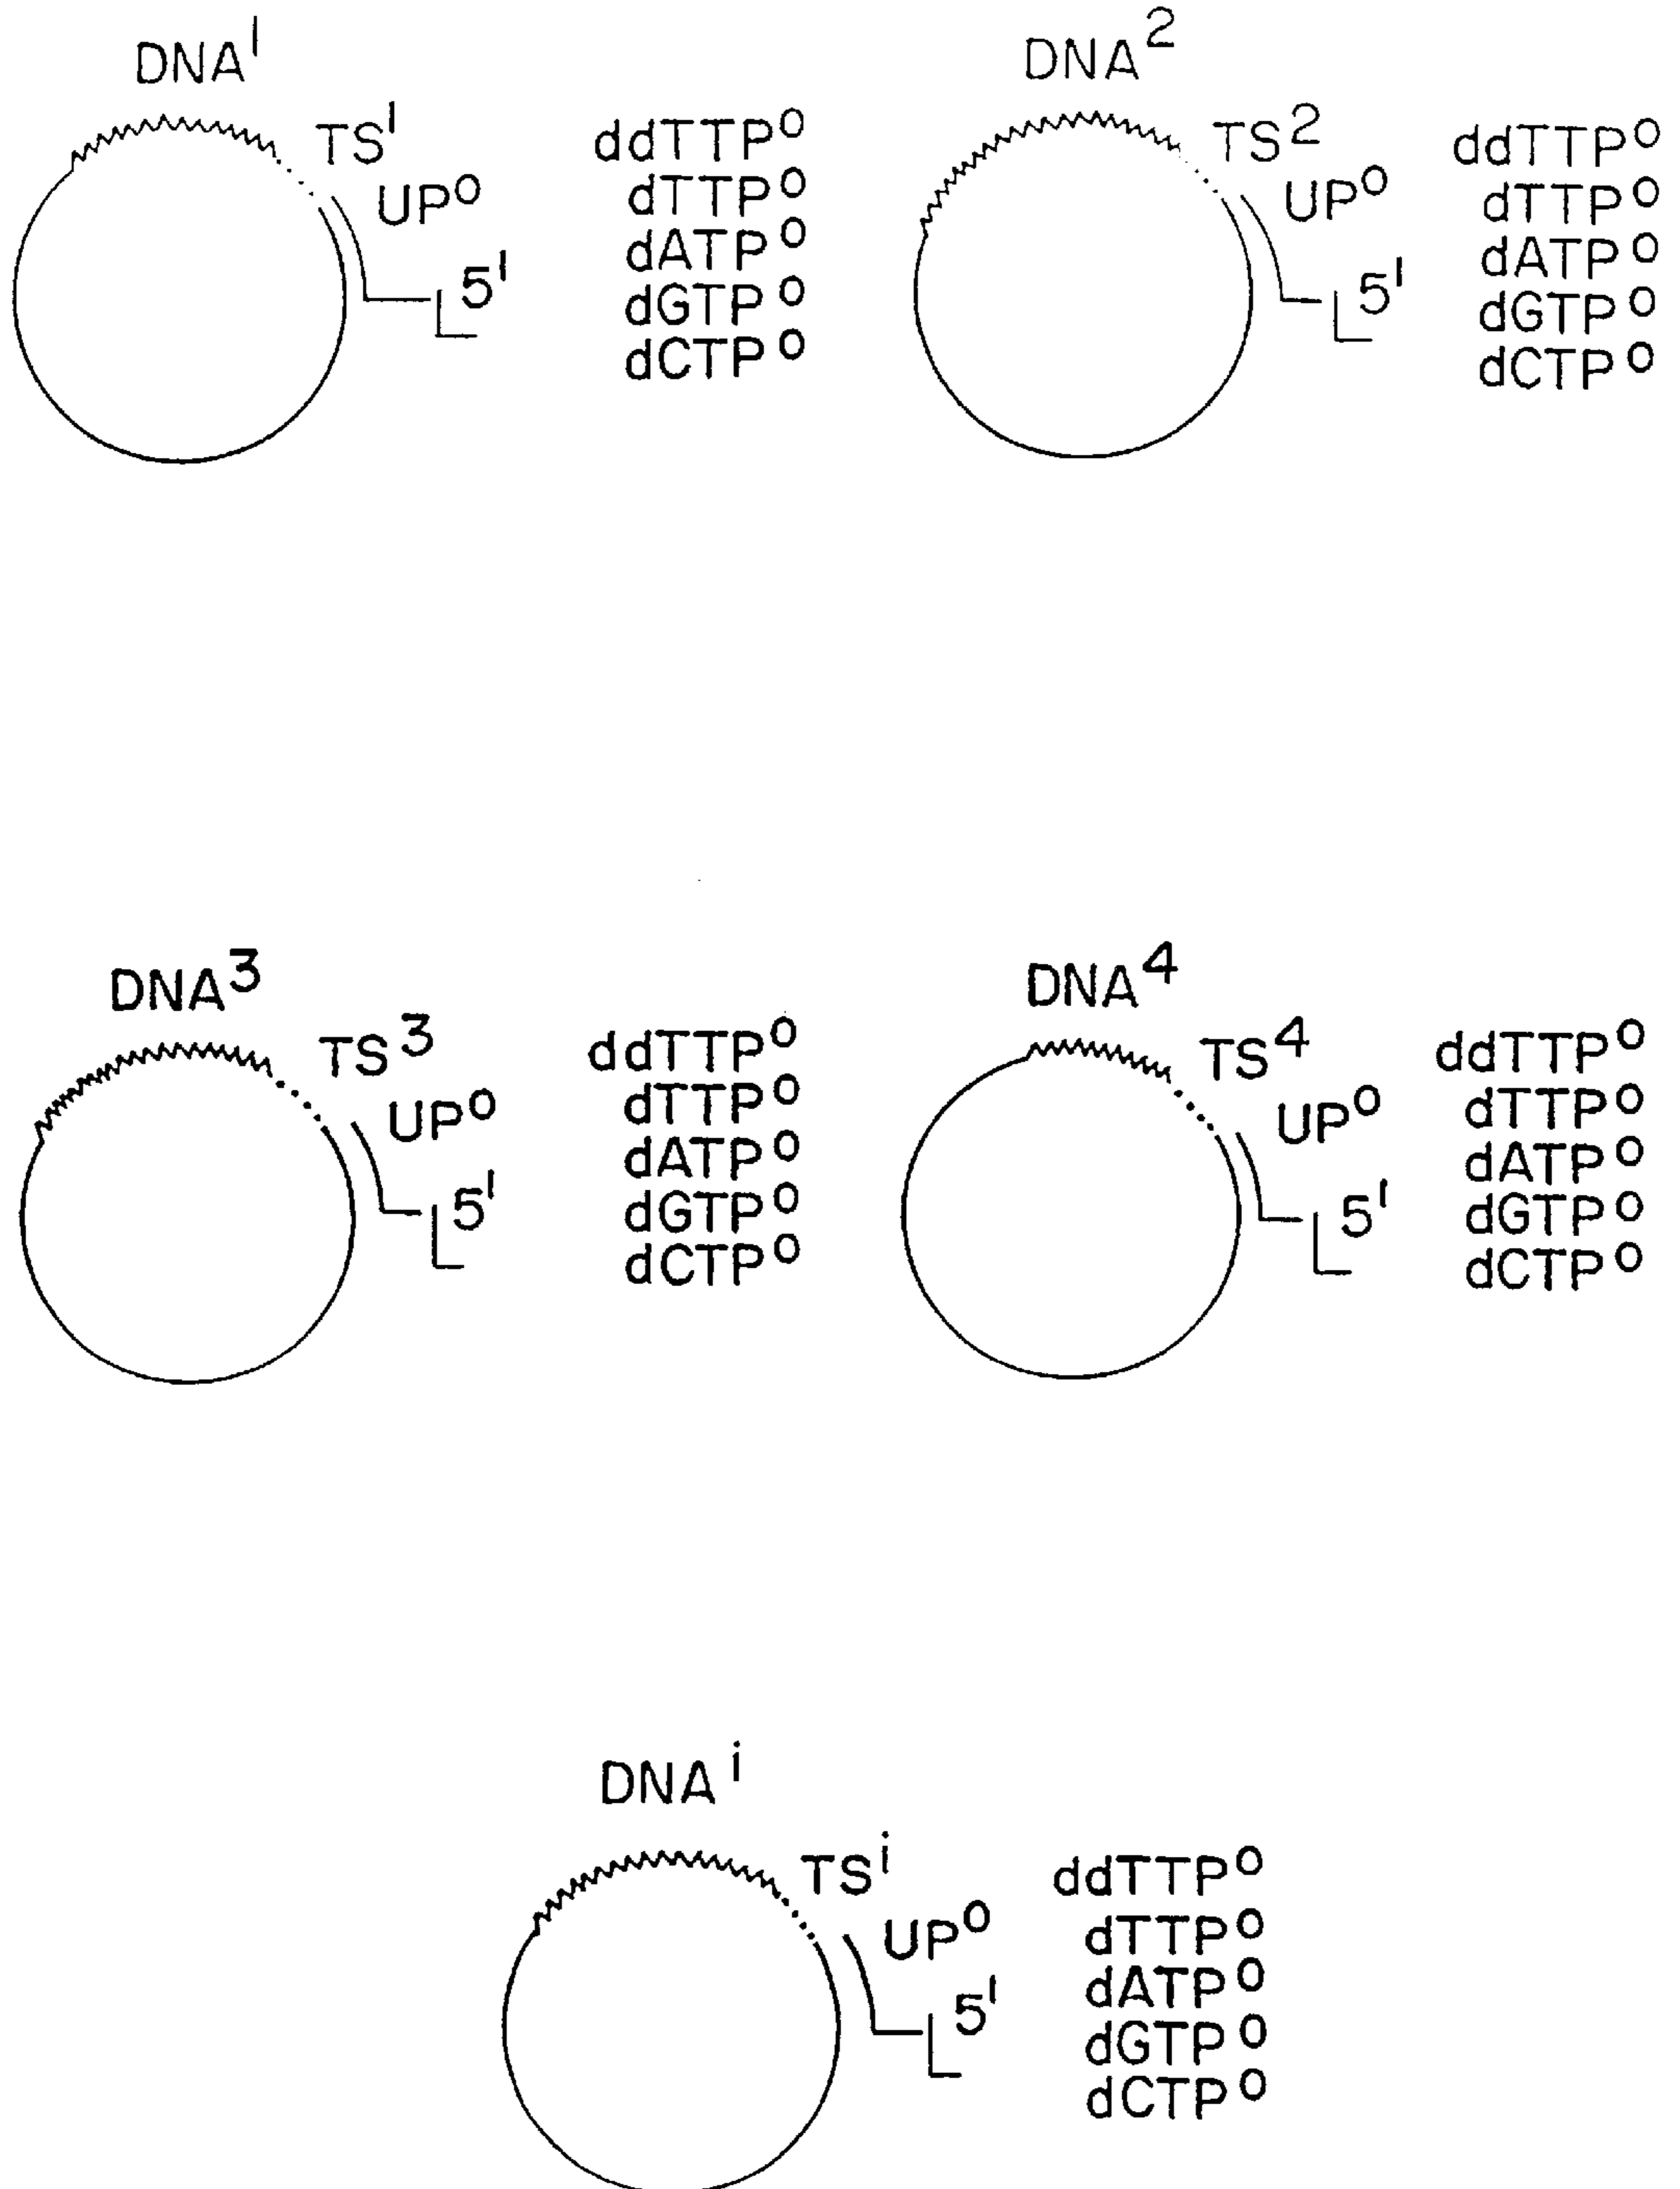 DNA¹
TS¹
UP⁰
5'
L
ddTTP⁰
dTTP⁰
dATP⁰
dGTP⁰
dCTP⁰
DNA²
TS²
UP⁰
5'
L
ddTTP⁰
dTTP⁰
dATP⁰
dGTP⁰
dCTP⁰
DNA³
TS³
UP⁰
5'
L
ddTTP⁰
dTTP⁰
dATP⁰
dGTP⁰
dCTP⁰
DNA⁴
TS⁴
UP⁰
5'
L
ddTTP⁰
dTTP⁰
dATP⁰
dGTP⁰
dCTP⁰
DNAⁱ
TSⁱ
UP⁰
5'
L
ddTTP⁰
dTTP⁰
dATP⁰
dGTP⁰
dCTP⁰